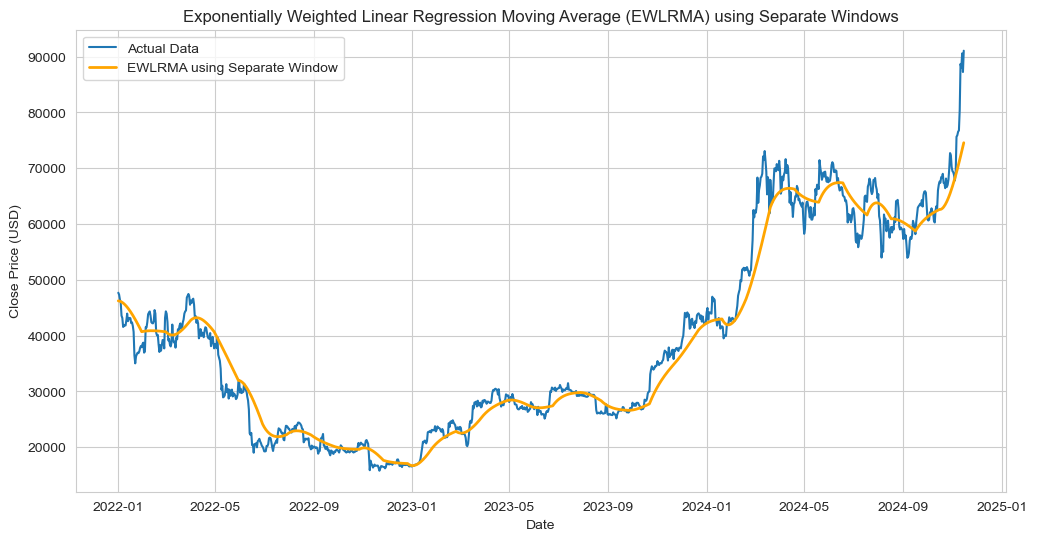 Exponentially Weighted Linear Regression Moving Average (EWLRMA) using Separate Windows
Actual Data
EWLRMA using Separate Window
90000
80000
70000
60000
50000
40000
30000
20000
Close Price (USD)
2022-01 2022-05 2022-09 2023-01 2023-05 2023-09 2024-01 2024-05 2024-09 2025-01
Date